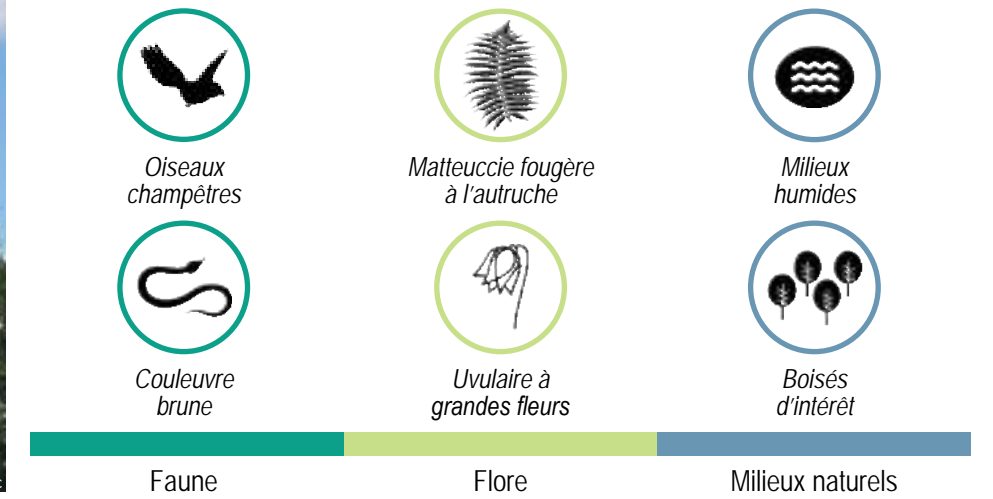 Oiseaux
champêtres
Matteuccie fougère
à l'autruche
Milieux
humides
Couleuvre
brune
Uvulaire à
grandes fleurs
Boisés
d'intérêt
Faune
Flore
Milieux naturels